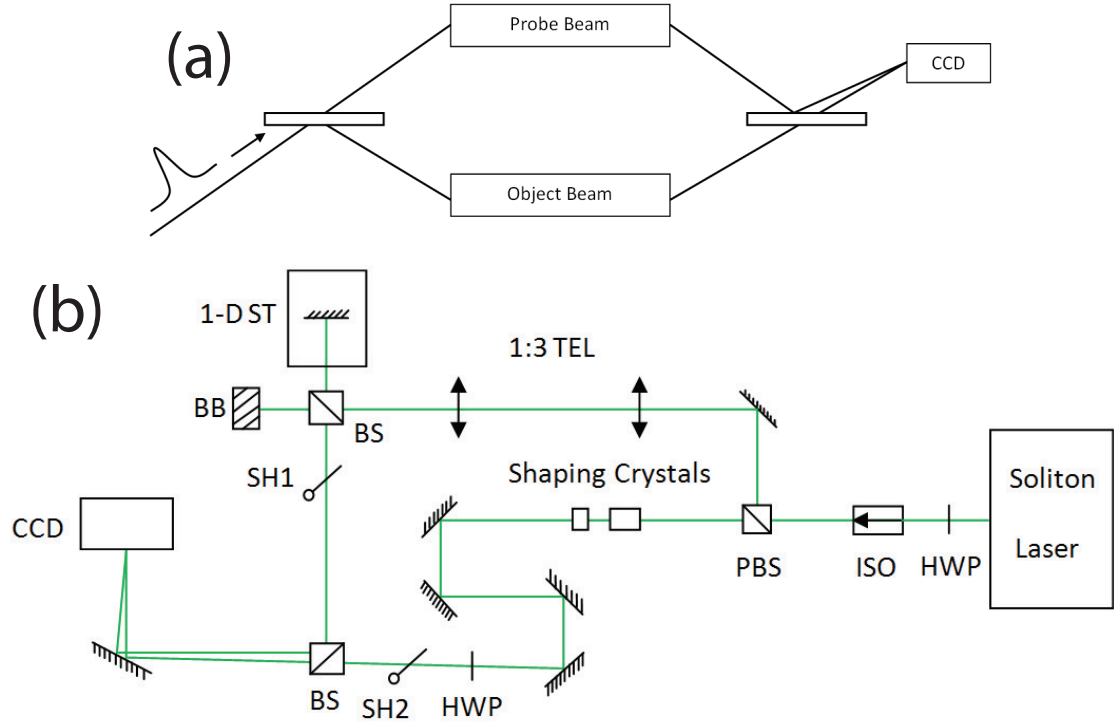 (a)
Probe Beam
CCD
Object Beam
(b)
1-D ST
1:3 TEL
BB
BS
SH1
Shaping Crystals
Soliton
Laser
CCD
PBS
ISO
HWP
BS
SH2
HWP